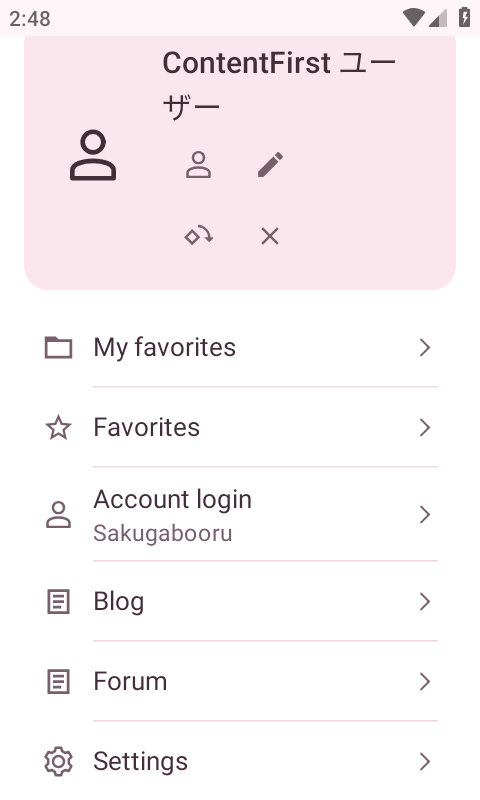 2:48
ContentFirst ユー
ザー
My favorites
Favorites
Account login
Sakugabooru
Blog
Forum
Settings